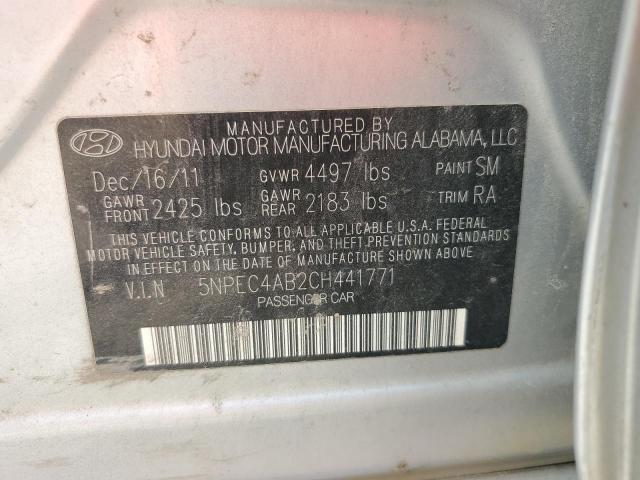 MANUFACTURED BY
HYUNDAI MOTOR MANUFACTURING ALABAMA, LLC
Dec/16/11 GVWR 4497 lbs PAINT SM
GAWR FRONT 2425 lbs GAWR REAR 2183 lbs TRIM RA
THIS VEHICLE CONFORMS TO ALL APPLICABLE U.S.A. FEDERAL
MOTOR VEHICLE SAFETY, BUMPER, AND THEFT PREVENTION STANDARDS
IN EFFECT ON THE DATE OF MANUFACTURE SHOWN ABOVE.
V.I.N 5NPEC4AB2CH441771
PASSENGER CAR